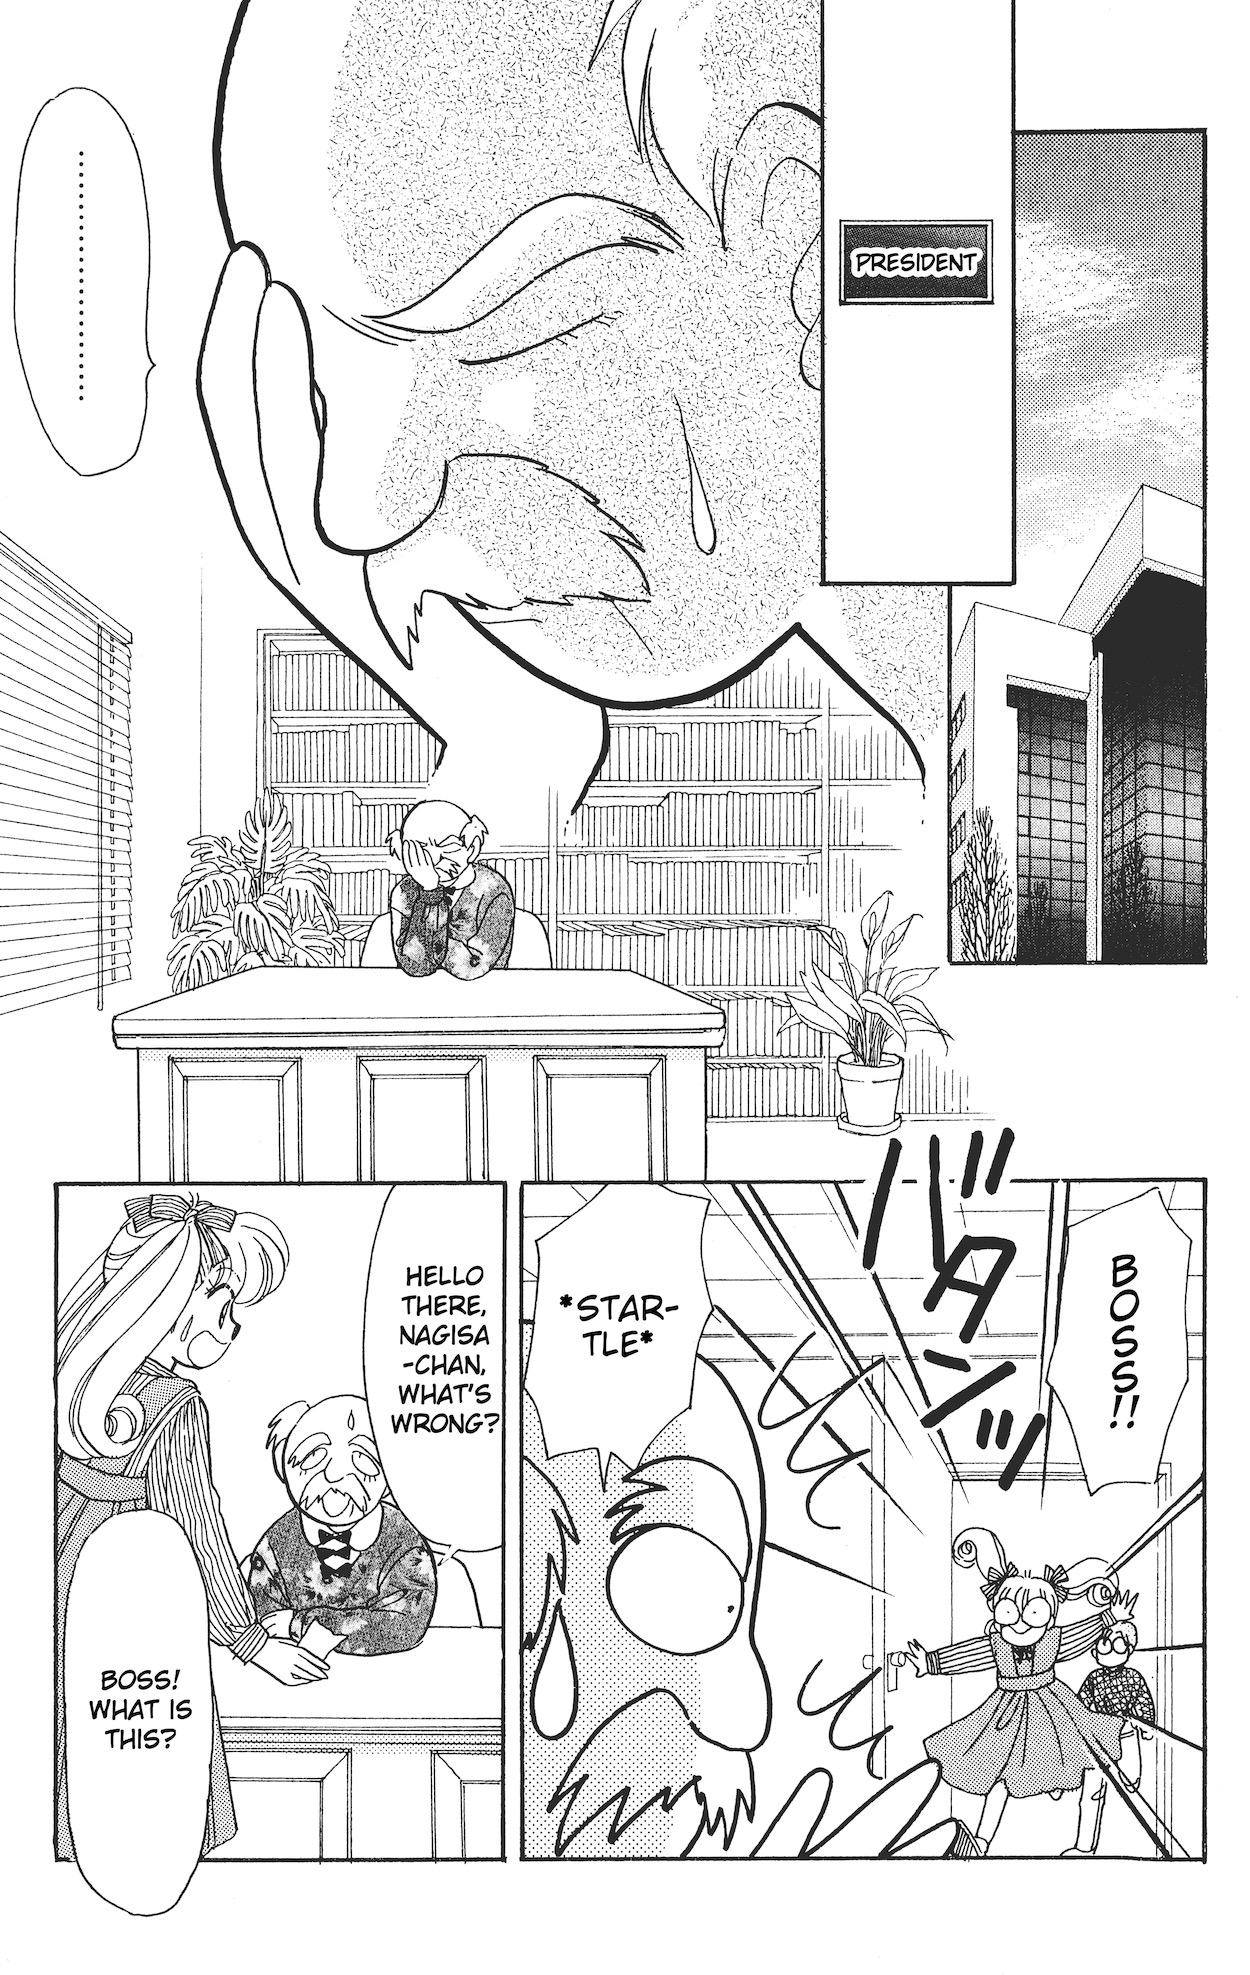 PRESIDENT
..............................
BOSS!!
バタンッ
*STAR-
TLE*
HELLO
THERE,
NAGISA
-CHAN,
WHAT'S
WRONG?
BOSS!
WHAT IS
THIS?